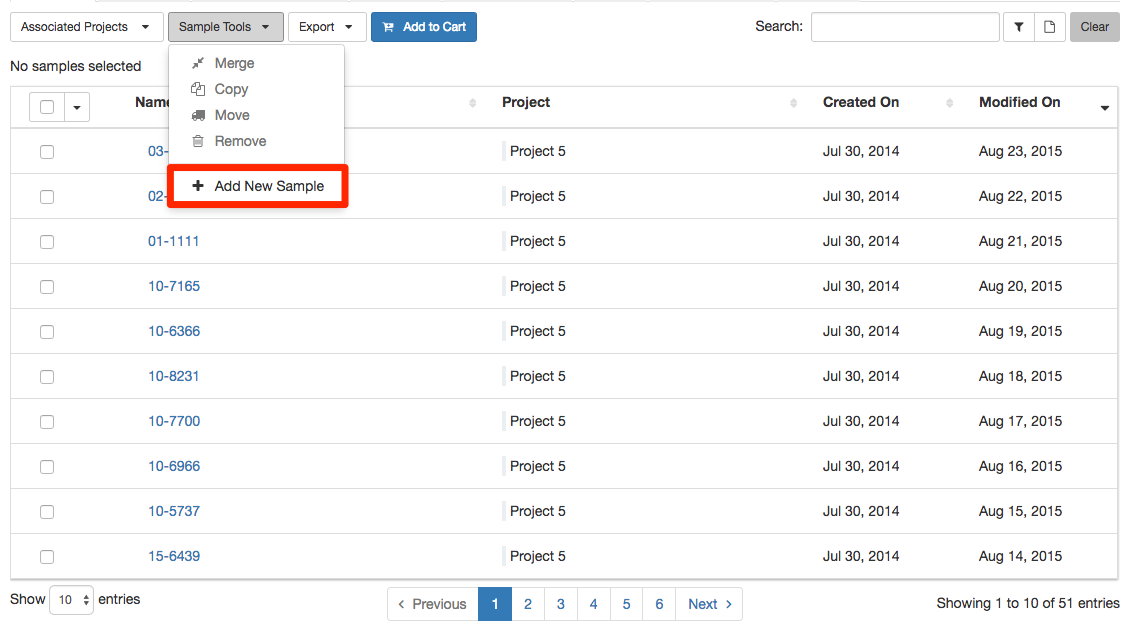 Associated Projects Sample Tools Export Add to Cart Search: Clear
No samples selected
Merge
Copy
Move
Remove
Add New Sample
Name Project Created On Modified On
03- Project 5 Jul 30, 2014 Aug 23, 2015
02- Project 5 Jul 30, 2014 Aug 22, 2015
01-1111 Project 5 Jul 30, 2014 Aug 21, 2015
10-7165 Project 5 Jul 30, 2014 Aug 20, 2015
10-6366 Project 5 Jul 30, 2014 Aug 19, 2015
10-8231 Project 5 Jul 30, 2014 Aug 18, 2015
10-7700 Project 5 Jul 30, 2014 Aug 17, 2015
10-6966 Project 5 Jul 30, 2014 Aug 16, 2015
10-5737 Project 5 Jul 30, 2014 Aug 15, 2015
15-6439 Project 5 Jul 30, 2014 Aug 14, 2015
Show 10 entries Previous 1 2 3 4 5 6 Next Showing 1 to 10 of 51 entries